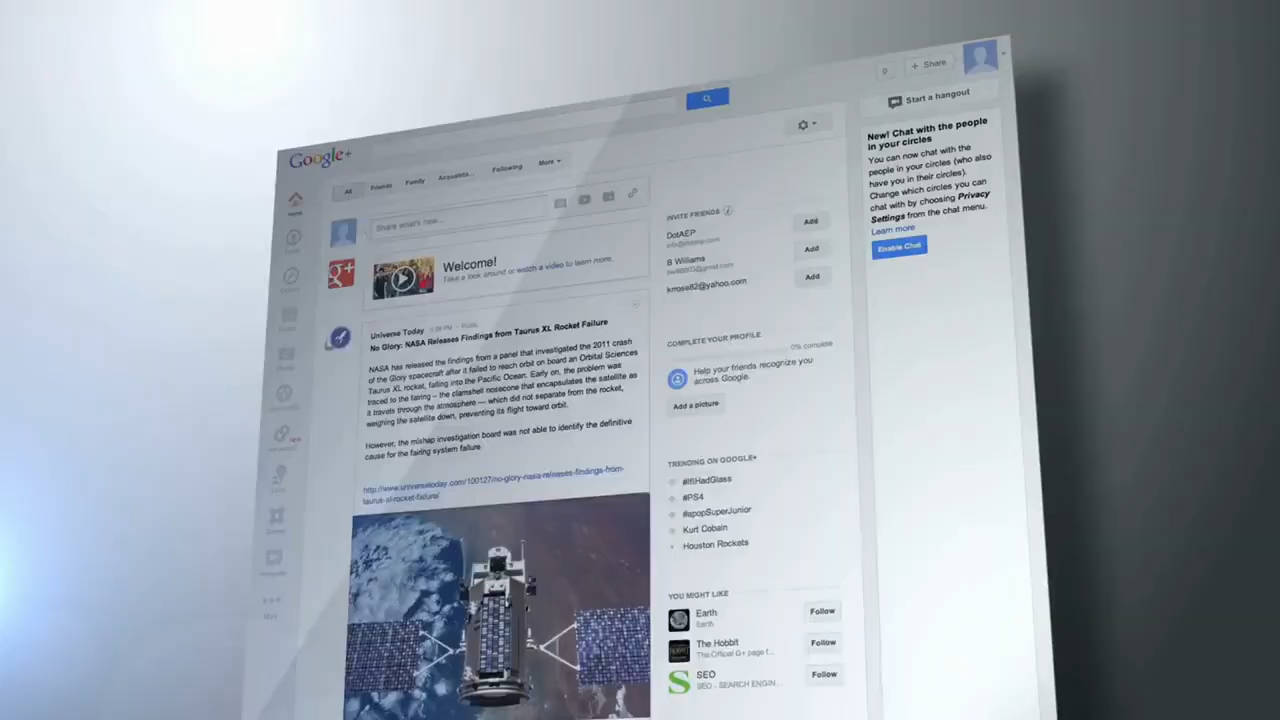 + Share
Start a hangout
Google+
All Friends Family Acquainta... Following More
Home
Share what's new...
Welcome!
Take a look around or watch a video to learn more.
Universe Today 5:39 PM - Public
No Glory: NASA Releases Findings from Taurus XL Rocket Failure
NASA has released the findings from a panel that investigated the 2011 crash
of the Glory spacecraft after it failed to reach orbit on board an Orbital Sciences
Taurus XL rocket, falling into the Pacific Ocean. Early on, the problem was
traced to the fairing – the clamshell nosecone that encapsulates the satellite as
it travels through the atmosphere — which did not separate from the rocket,
weighing the satellite down, preventing its flight toward orbit.
However, the mishap investigation board was not able to identify the definitive
cause for the fairing system failure
http://www.universetoday.com/100127/no-glory-nasa-releases-findings-from-
taurus-xl-rocket-failure/
NEW
More
INVITE FRIENDS
DotAEP
Add
B Williams
Add
krrose82@yahoo.com
Add
COMPLETE YOUR PROFILE
0% complete
Help your friends recognize you
across Google.
Add a picture
TRENDING ON GOOGLE+
#IfIHadGlass
#PS4
#apopSuperJunior
Kurt Cobain
Houston Rockets
YOU MIGHT LIKE
Earth
Earth
Follow
The Hobbit
The Official G+ page f...
Follow
SEO
SEO - SEARCH ENGIN...
Follow
New! Chat with the people
in your circles
You can now chat with the
people in your circles (who also
have you in their circles).
Change which circles you can
chat with by choosing Privacy
Settings from the chat menu.
Learn more
Enable Chat